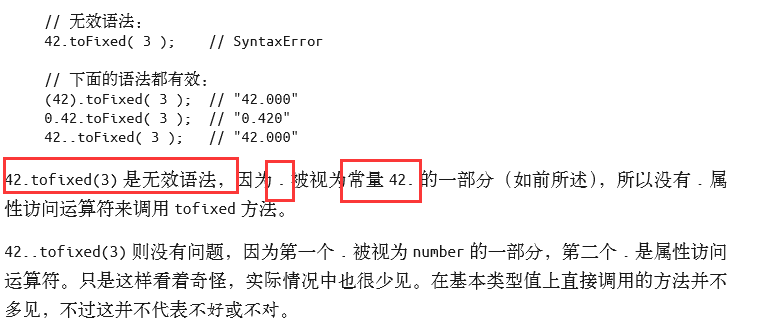 // 无效语法:
42.toFixed( 3 );    // SyntaxError
// 下面的语法都有效:
(42).toFixed( 3 );  // "42.000"
0.42.toFixed( 3 );  // "0.420"
42..toFixed( 3 );   // "42.000"
42.tofixed(3) 是无效语法，因为 . 被视为常量 42. 的一部分（如前所述），所以没有 . 属
性访问运算符来调用 tofixed 方法。
42..tofixed(3) 则没有问题，因为第一个 . 被视为 number 的一部分，第二个 . 是属性访问
运算符。只是这样看着奇怪，实际情况中也很少见。在基本类型值上直接调用的方法并不
多见，不过这并不代表不好或不对。